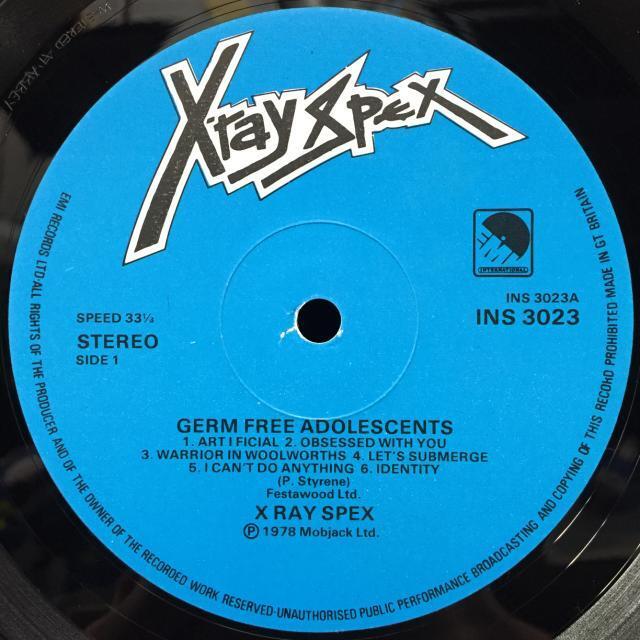 X-ray Spex
INTERNATIONAL
SPEED 33⅓
STEREO
SIDE 1
INS 3023A
INS 3023
GERM FREE ADOLESCENTS
1. ART I FICIAL 2. OBSESSED WITH YOU
3. WARRIOR IN WOOLWORTHS 4. LET'S SUBMERGE
5. I CAN'T DO ANYTHING 6. IDENTITY
(P. Styrene)
Festawood Ltd.
X RAY SPEX
Ⓟ 1978 Mobjack Ltd.
EMI RECORDS LTD·ALL RIGHTS OF THE PRODUCER AND OF THE OWNER OF THE RECORDED WORK RESERVED·UNAUTHORISED PUBLIC PERFORMANCE BROADCASTING AND COPYING OF THIS RECORD PROHIBITED MADE IN GT BRITAIN